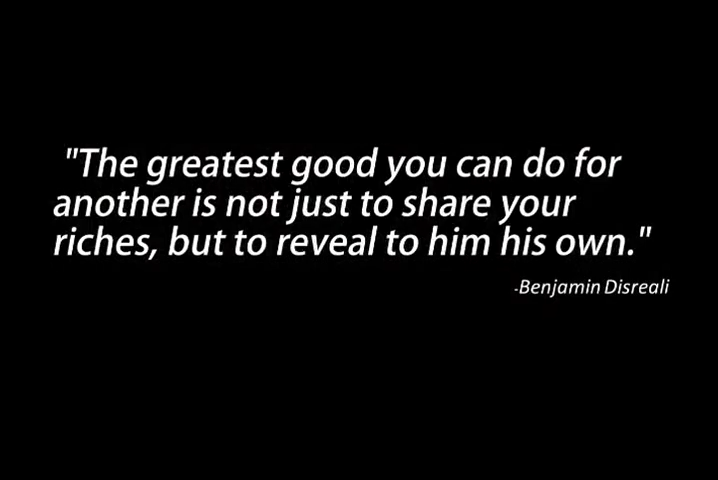 "The greatest good you can do for
another is not just to share your
riches, but to reveal to him his own."
-Benjamin Disreali